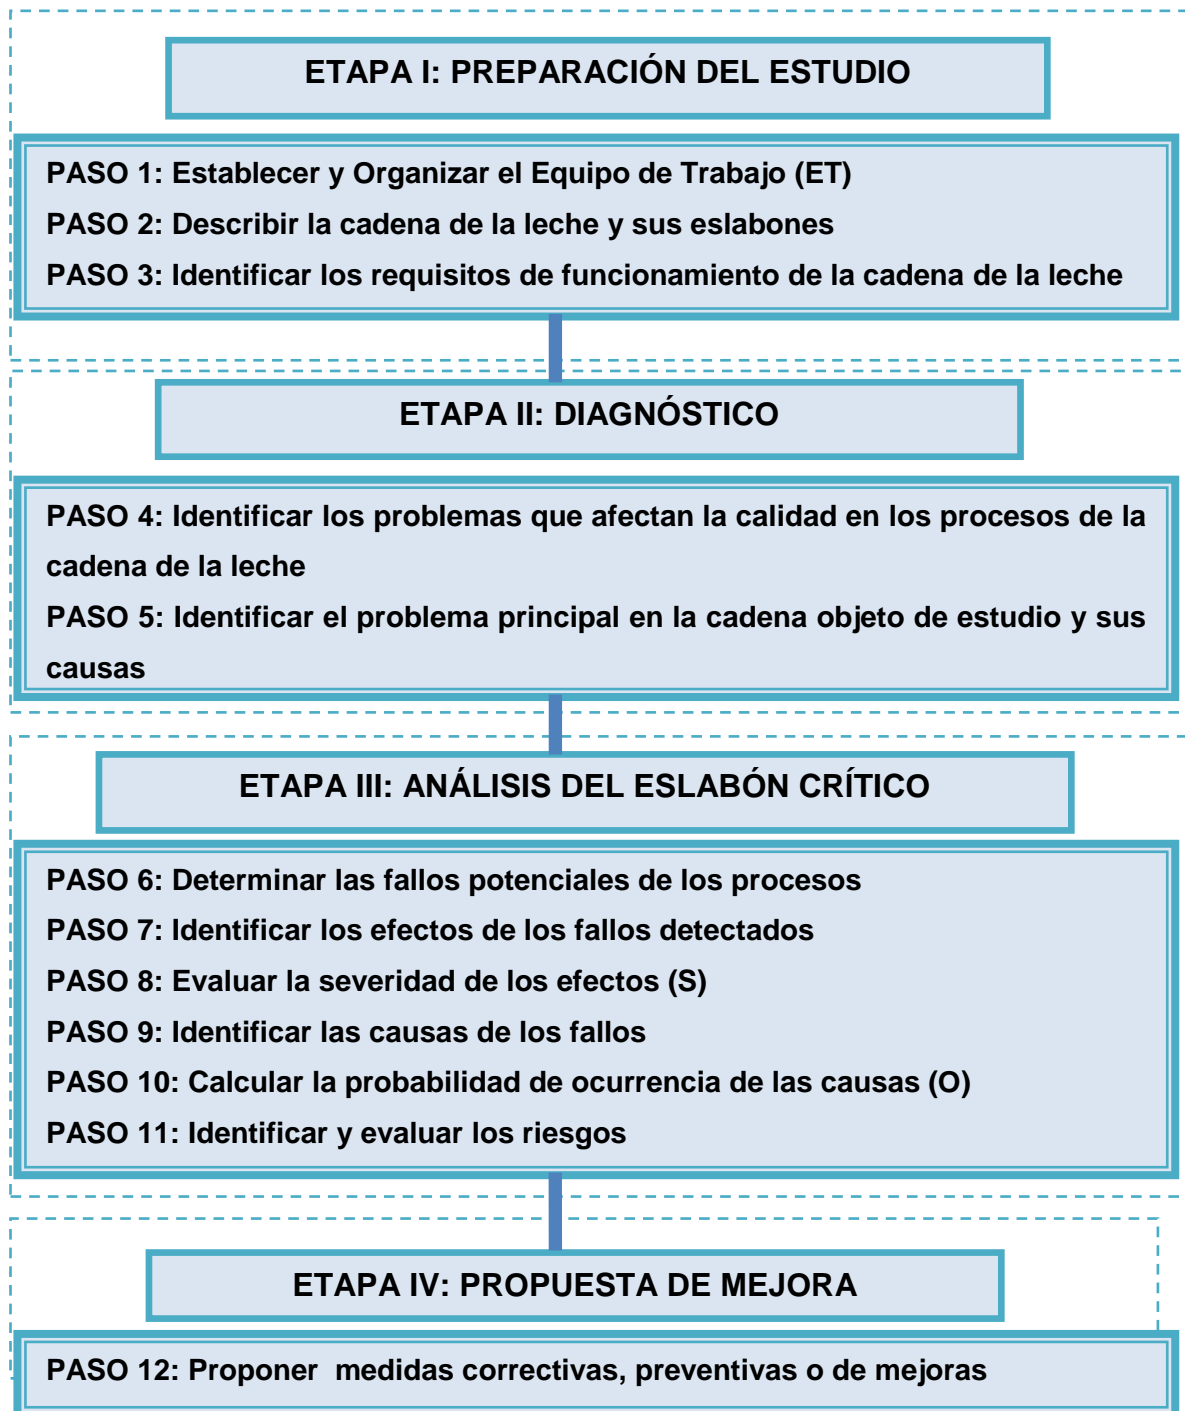 ETAPA I: PREPARACIÓN DEL ESTUDIO
PASO 1: Establecer y Organizar el Equipo de Trabajo (ET)
PASO 2: Describir la cadena de la leche y sus eslabones
PASO 3: Identificar los requisitos de funcionamiento de la cadena de la leche
ETAPA II: DIAGNÓSTICO
PASO 4: Identificar los problemas que afectan la calidad en los procesos de la
cadena de la leche
PASO 5: Identificar el problema principal en la cadena objeto de estudio y sus
causas
ETAPA III: ANÁLISIS DEL ESLABÓN CRÍTICO
PASO 6: Determinar las fallos potenciales de los procesos
PASO 7: Identificar los efectos de los fallos detectados
PASO 8: Evaluar la severidad de los efectos (S)
PASO 9: Identificar las causas de los fallos
PASO 10: Calcular la probabilidad de ocurrencia de las causas (O)
PASO 11: Identificar y evaluar los riesgos
ETAPA IV: PROPUESTA DE MEJORA
PASO 12: Proponer  medidas correctivas, preventivas o de mejoras